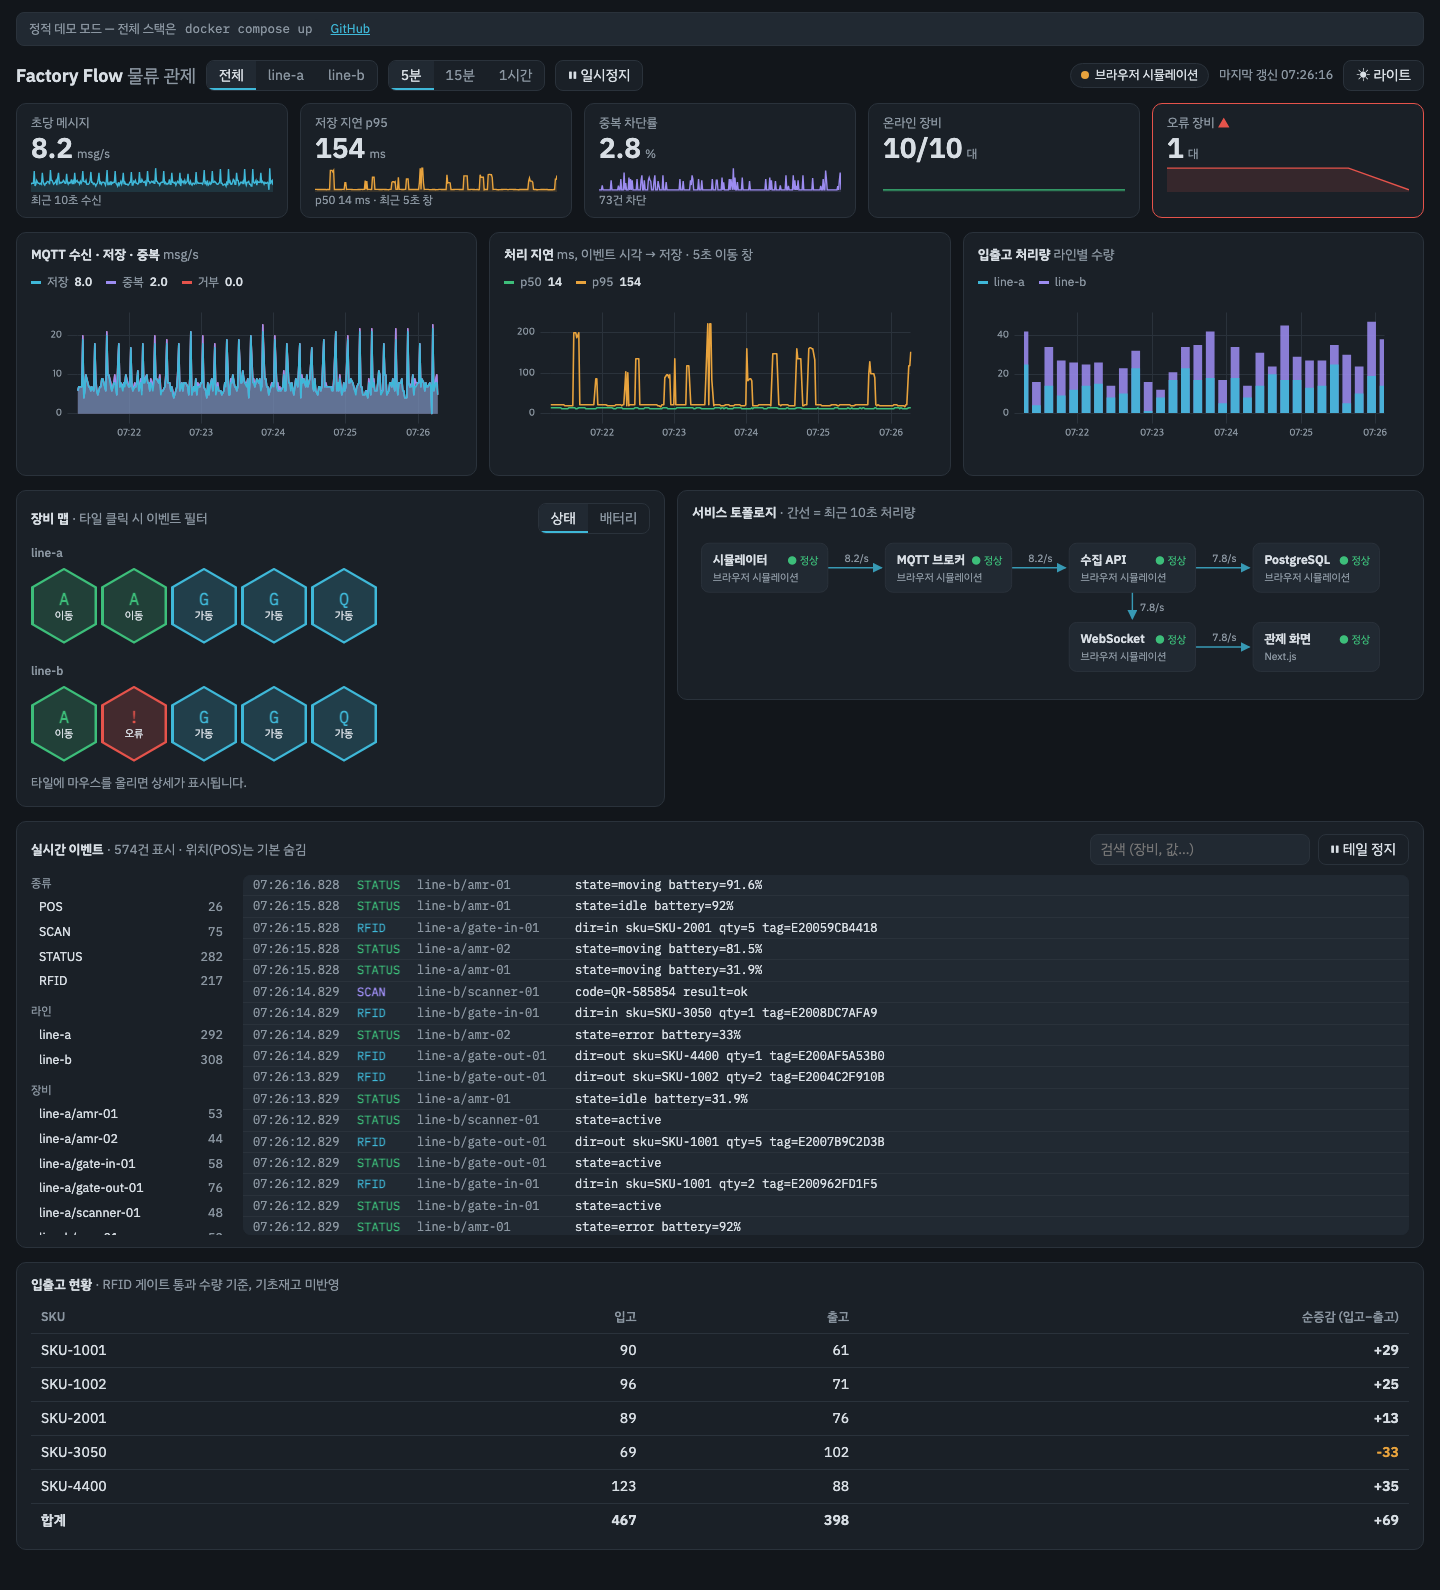 정적 데모 모드 — 전체 스택은 docker compose up GitHub
Factory Flow 물류 관제 전체 line-a line-b 5분 15분 1시간 일시정지 브라우저 시뮬레이션 마지막 갱신 07:26:16 ☀ 라이트
초당 메시지
8.2 msg/s
최근 10초 수신
저장 지연 p95
154 ms
p50 14 ms · 최근 5초 창
중복 차단률
2.8 %
73건 차단
온라인 장비
10/10 대
오류 장비 ▲
1 대
MQTT 수신 · 저장 · 중복 msg/s
저장 8.0 중복 2.0 거부 0.0
20
10
0
07:22 07:23 07:24 07:25 07:26
처리 지연 ms, 이벤트 시각 → 저장 · 5초 이동 창
p50 14 p95 154
200
100
0
07:22 07:23 07:24 07:25 07:26
입출고 처리량 라인별 수량
line-a line-b
40
20
0
07:22 07:23 07:24 07:25 07:26
장비 맵 · 타일 클릭 시 이벤트 필터 상태 배터리
line-a
A A G G Q
이동 이동 가동 가동 가동
line-b
A ! G G Q
이동 오류 가동 가동 가동
타일에 마우스를 올리면 상세가 표시됩니다.
서비스 토폴로지 · 간선 = 최근 10초 처리량
시뮬레이터 정상 8.2/s MQTT 브로커 정상 8.2/s 수집 API 정상 7.8/s PostgreSQL 정상
브라우저 시뮬레이션 브라우저 시뮬레이션 브라우저 시뮬레이션 브라우저 시뮬레이션
7.8/s
WebSocket 정상 7.8/s 관제 화면 정상
브라우저 시뮬레이션 Next.js
실시간 이벤트 · 574건 표시 · 위치(POS)는 기본 숨김 검색 (장비, 값...) 테일 정지
종류
POS 26
SCAN 75
STATUS 282
RFID 217
라인
line-a 292
line-b 308
장비
line-a/amr-01 53
line-a/amr-02 44
line-a/gate-in-01 58
line-a/gate-out-01 76
line-a/scanner-01 48
07:26:16.828 STATUS line-b/amr-01 state=moving battery=91.6%
07:26:15.828 STATUS line-b/amr-01 state=idle battery=92%
07:26:15.828 RFID line-a/gate-in-01 dir=in sku=SKU-2001 qty=5 tag=E20059CB4418
07:26:15.828 STATUS line-a/amr-02 state=moving battery=81.5%
07:26:15.828 STATUS line-a/amr-01 state=moving battery=31.9%
07:26:14.829 SCAN line-b/scanner-01 code=QR-585854 result=ok
07:26:14.829 RFID line-b/gate-in-01 dir=in sku=SKU-3050 qty=1 tag=E2008DC7AFA9
07:26:14.829 STATUS line-b/amr-02 state=error battery=33%
07:26:14.829 RFID line-a/gate-out-01 dir=out sku=SKU-4400 qty=1 tag=E200AF5A53B0
07:26:13.829 RFID line-b/gate-out-01 dir=out sku=SKU-1002 qty=2 tag=E2004C2F910B
07:26:13.829 STATUS line-a/amr-01 state=idle battery=31.9%
07:26:12.829 STATUS line-b/scanner-01 state=active
07:26:12.829 RFID line-b/gate-out-01 dir=out sku=SKU-1001 qty=5 tag=E2007B9C2D3B
07:26:12.829 STATUS line-b/gate-out-01 state=active
07:26:12.829 RFID line-b/gate-in-01 dir=in sku=SKU-1001 qty=2 tag=E200962FD1F5
07:26:12.829 STATUS line-b/gate-in-01 state=active
07:26:12.829 STATUS line-b/amr-01 state=error battery=92%
입출고 현황 · RFID 게이트 통과 수량 기준, 기초재고 미반영
SKU 입고 출고 순증감 (입고−출고)
SKU-1001 90 61 +29
SKU-1002 96 71 +25
SKU-2001 89 76 +13
SKU-3050 69 102 -33
SKU-4400 123 88 +35
합계 467 398 +69